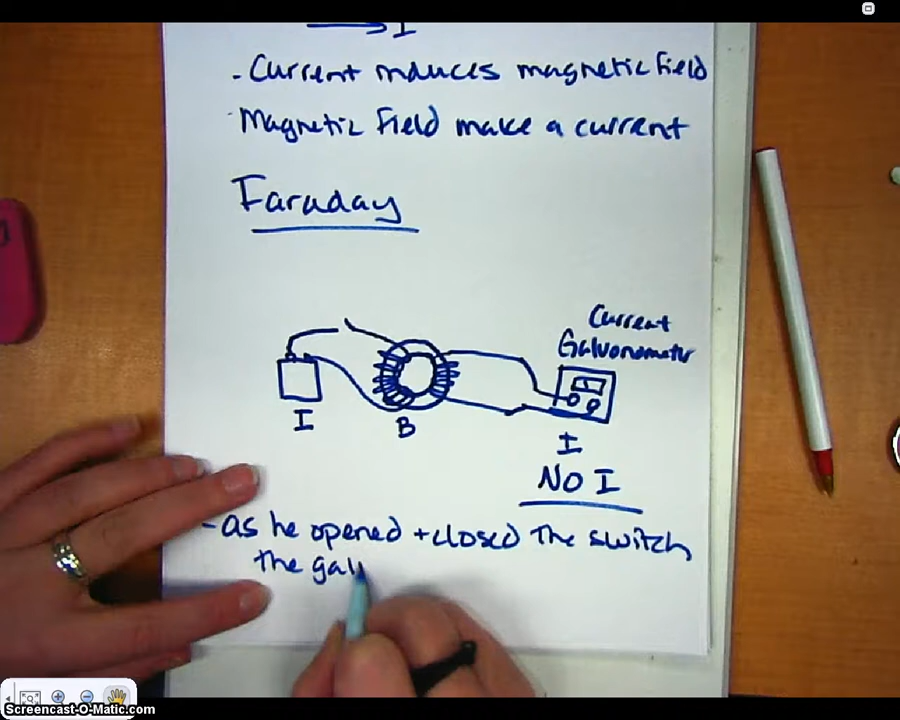 I
- Current induces magnetic field
- Magnetic Field make a current
Faraday
Current
Galvonometer
I
B
I
NO I
- as he opened + closed the switch
the gal
Screencast-O-Matic.com